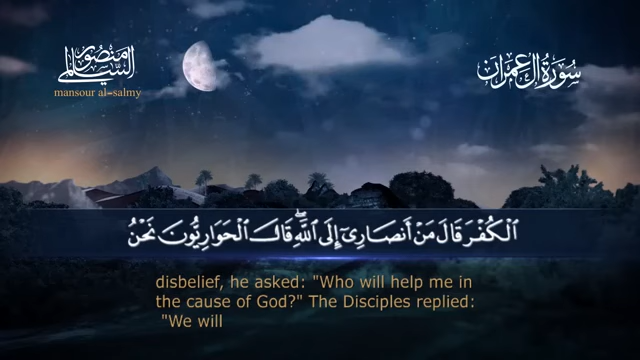 منصور السالمي
mansour al-salmy
سورة آل عمران
ٱلْكُفْرَ قَالَ مَنْ أَنصَارِىٓ إِلَى ٱللَّهِۖ قَالَ ٱلْحَوَارِيُّونَ نَحْنُ
disbelief, he asked: "Who will help me in
the cause of God?" The Disciples replied:
"We will